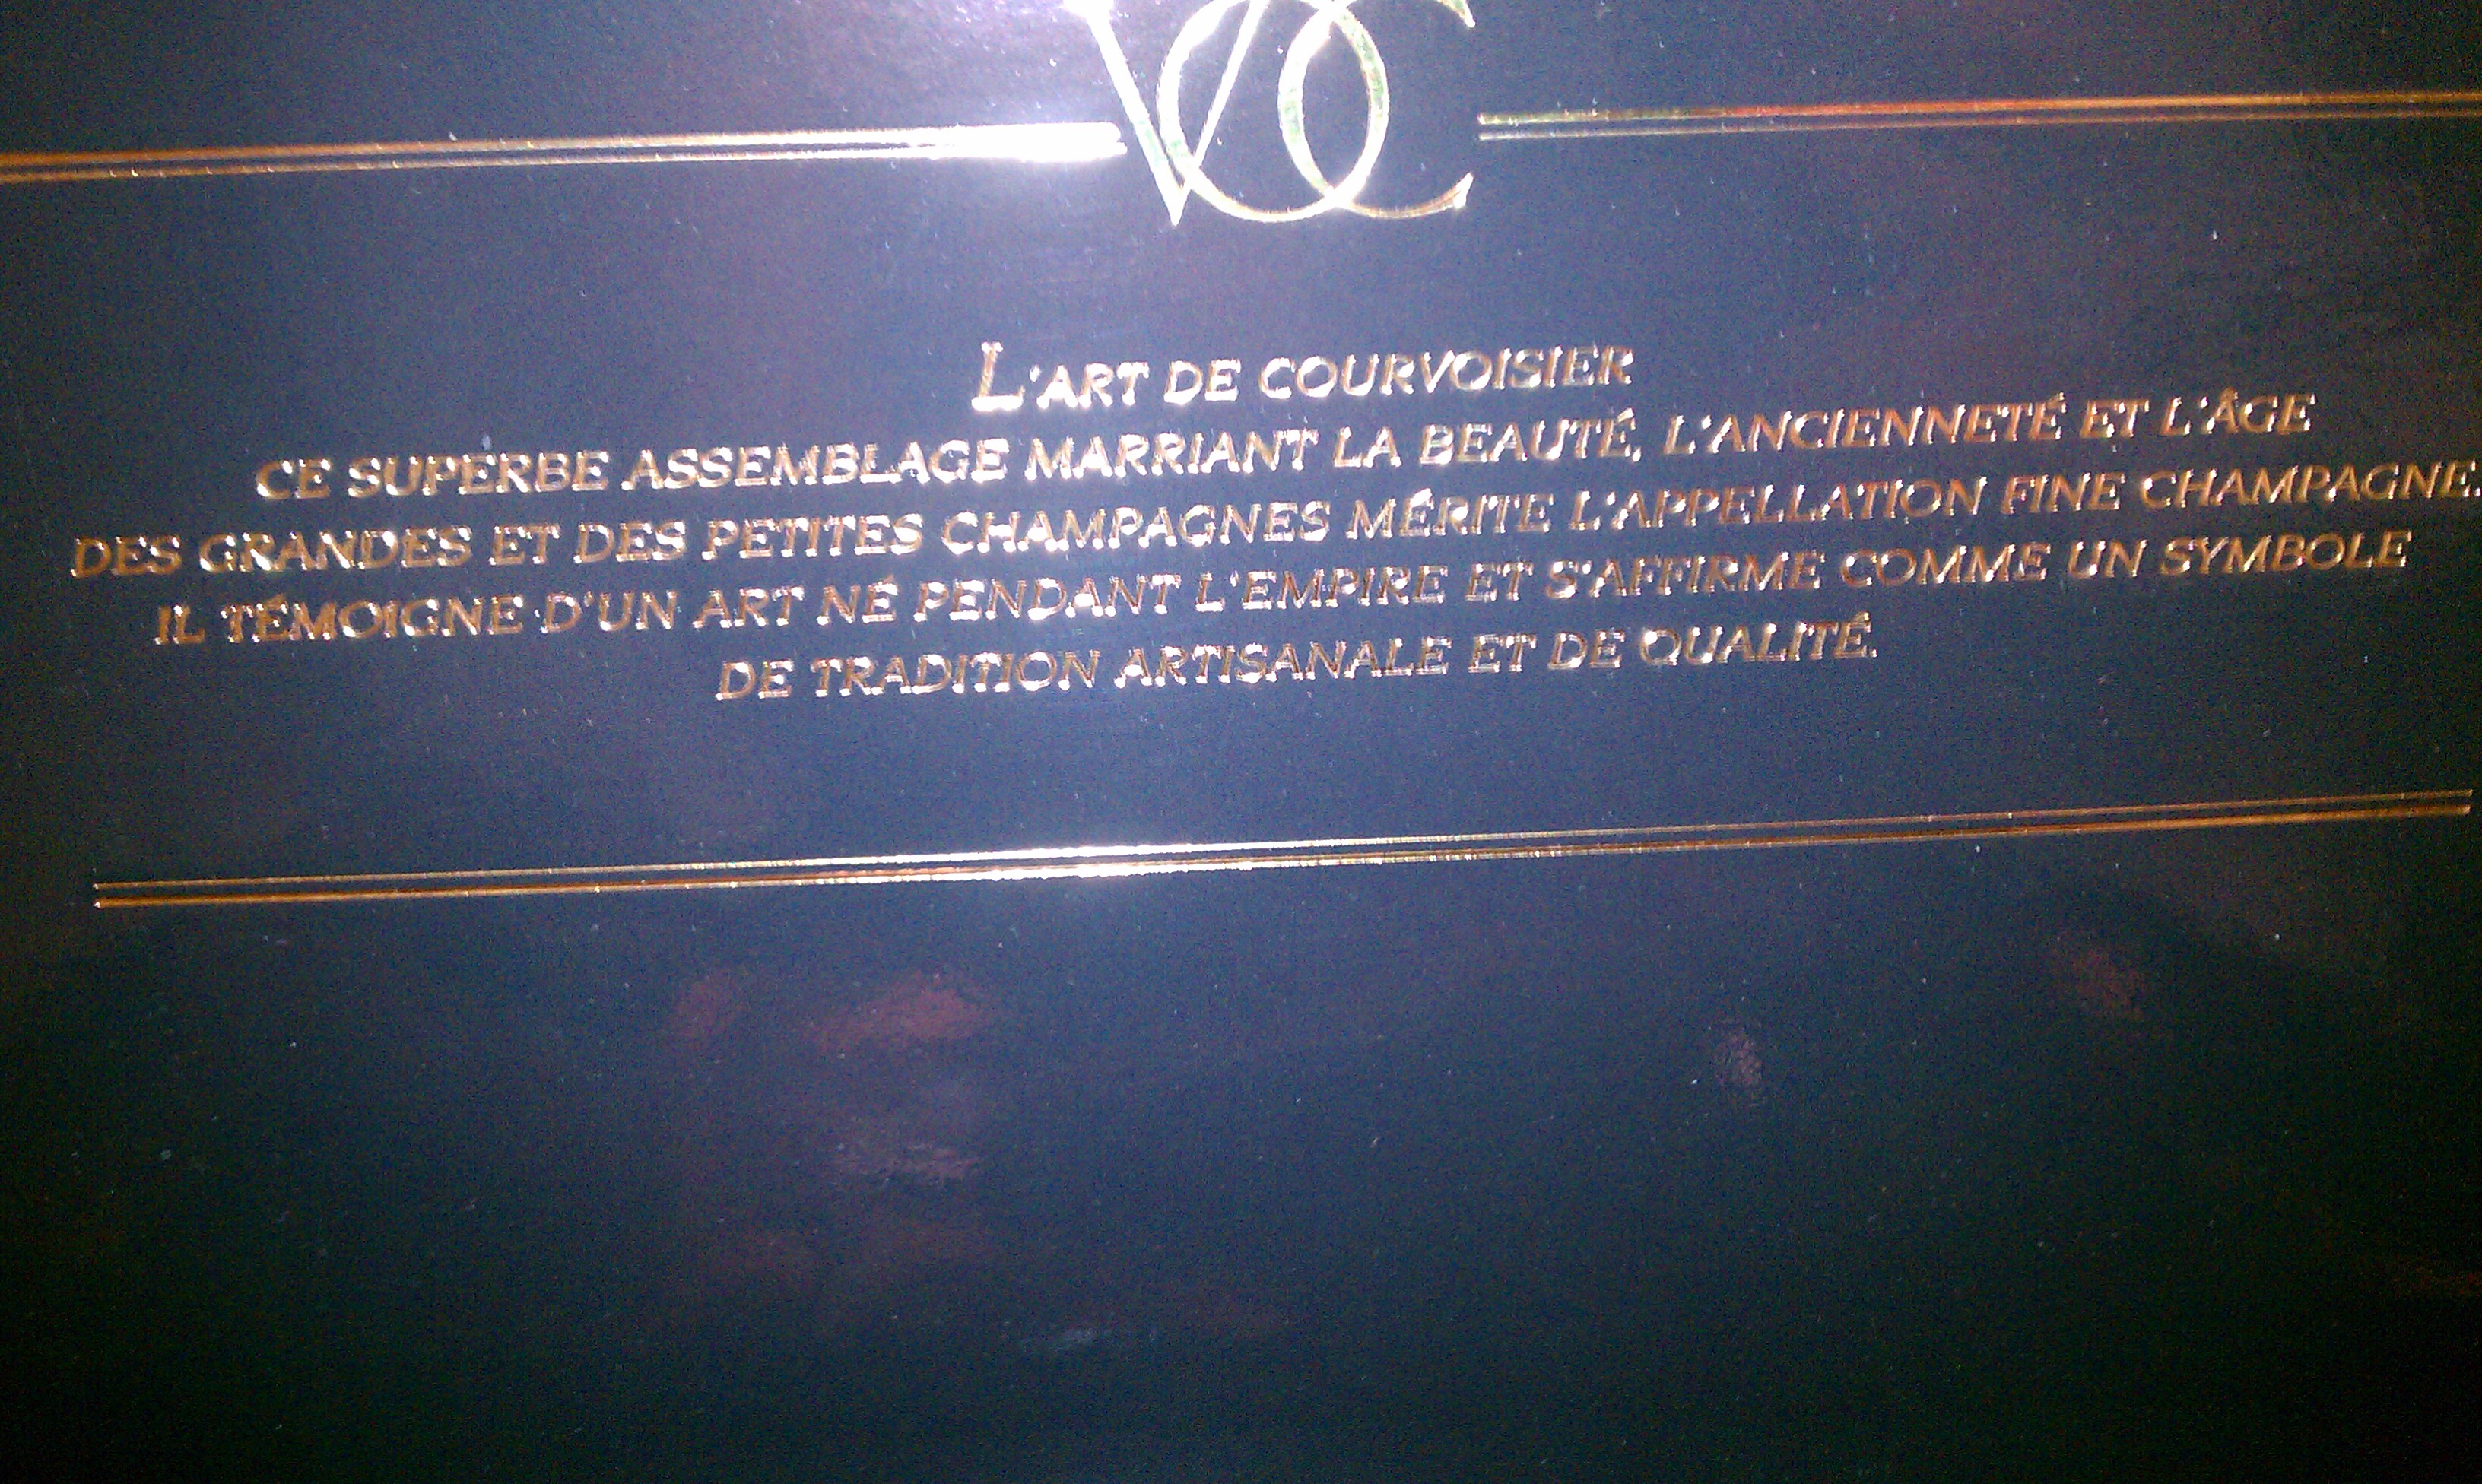 VOC
L'ART DE COURVOISIER
CE SUPERBE ASSEMBLAGE MARRIANT LA BEAUTÉ, L'ANCIENNETÉ ET L'ÂGE
DES GRANDES ET DES PETITES CHAMPAGNES MÉRITE L'APPELLATION FINE CHAMPAGNE.
IL TÉMOIGNE D'UN ART NÉ PENDANT L'EMPIRE ET S'AFFIRME COMME UN SYMBOLE
DE TRADITION ARTISANALE ET DE QUALITÉ.